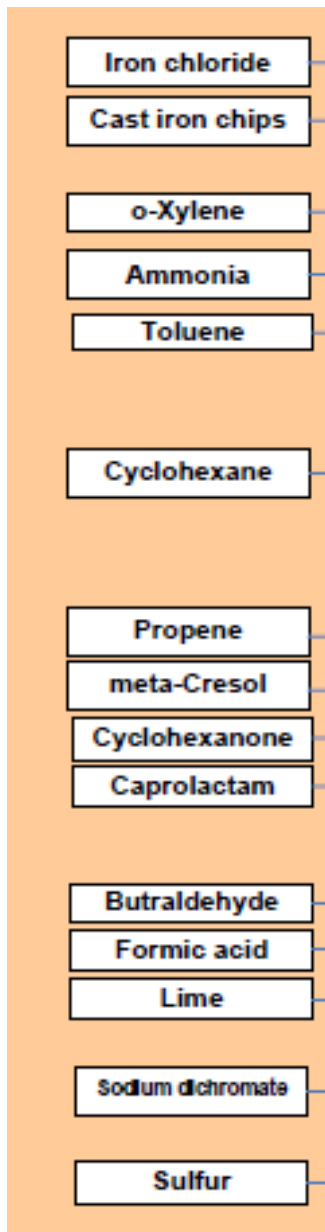 Iron chloride
Cast iron chips
o-Xylene
Ammonia
Toluene
Cyclohexane
Propene
meta-Cresol
Cyclohexanone
Caprolactam
Butraldehyde
Formic acid
Lime
Sodium dichromate
Sulfur